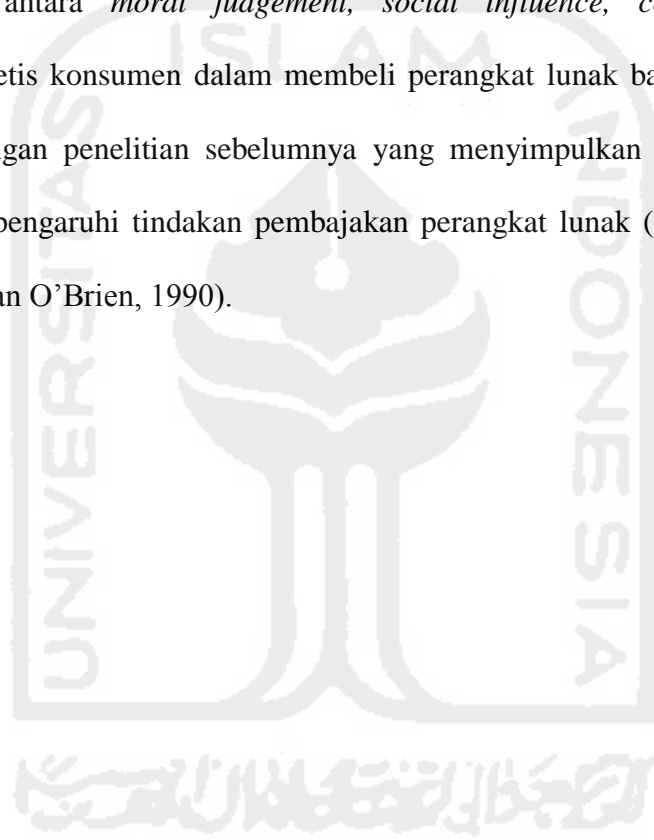 antara moral judgement, social influence, c
etis konsumen dalam membeli perangkat lunak ba
gan penelitian sebelumnya yang menyimpulkan
pengaruhi tindakan pembajakan perangkat lunak (
an O’Brien, 1990).
ISLAM
UNIVERSITAS
INDONESIA